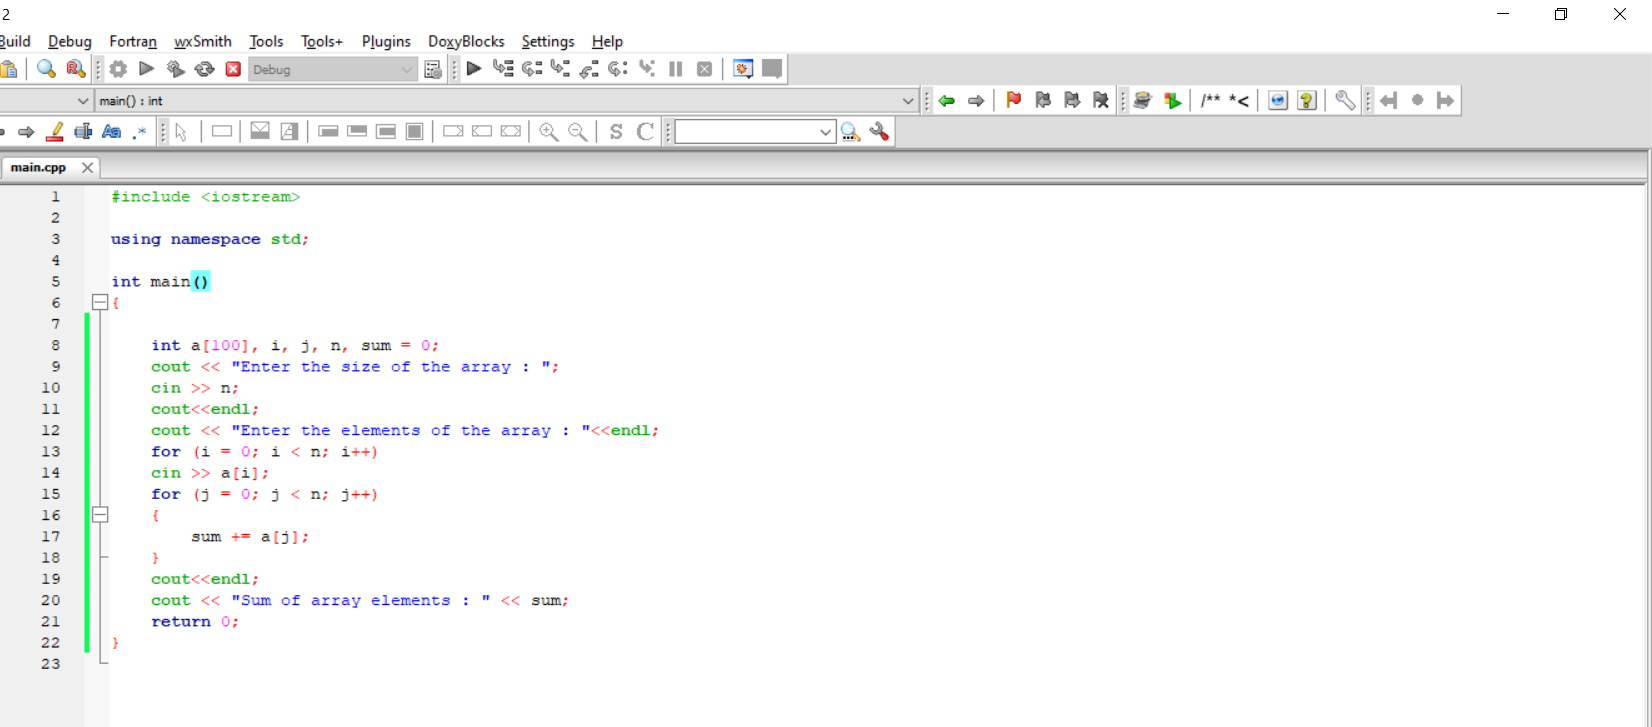 2
Build Debug Fortran wxSmith Tools Tools+ Plugins DoxyBlocks Settings Help
Debug
main() : int
/** *<
Aa .*
S C
main.cpp
1 #include <iostream>
2
3 using namespace std;
4
5 int main()
6 {
7
8 int a[100], i, j, n, sum = 0;
9 cout << "Enter the size of the array : ";
10 cin >> n;
11 cout<<endl;
12 cout << "Enter the elements of the array : "<<endl;
13 for (i = 0; i < n; i++)
14 cin >> a[i];
15 for (j = 0; j < n; j++)
16 {
17 sum += a[j];
18 }
19 cout<<endl;
20 cout << "Sum of array elements : " << sum;
21 return 0;
22 }
23